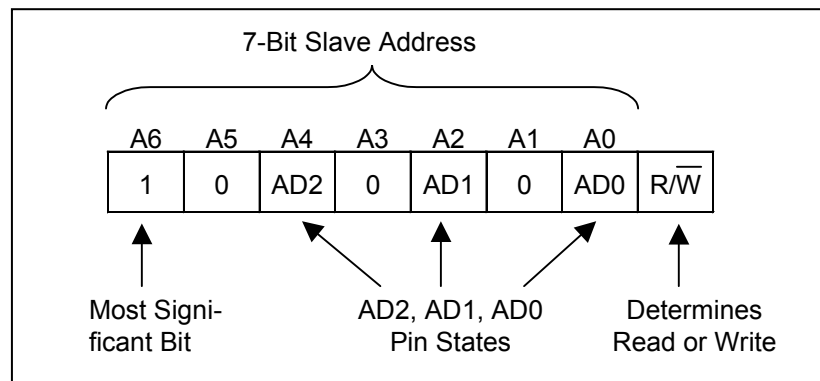 7-Bit Slave Address
A6 A5 A4 A3 A2 A1 A0
1 0 AD2 0 AD1 0 AD0 R/W̅
Most Signi-
ficant Bit
AD2, AD1, AD0
Pin States
Determines
Read or Write